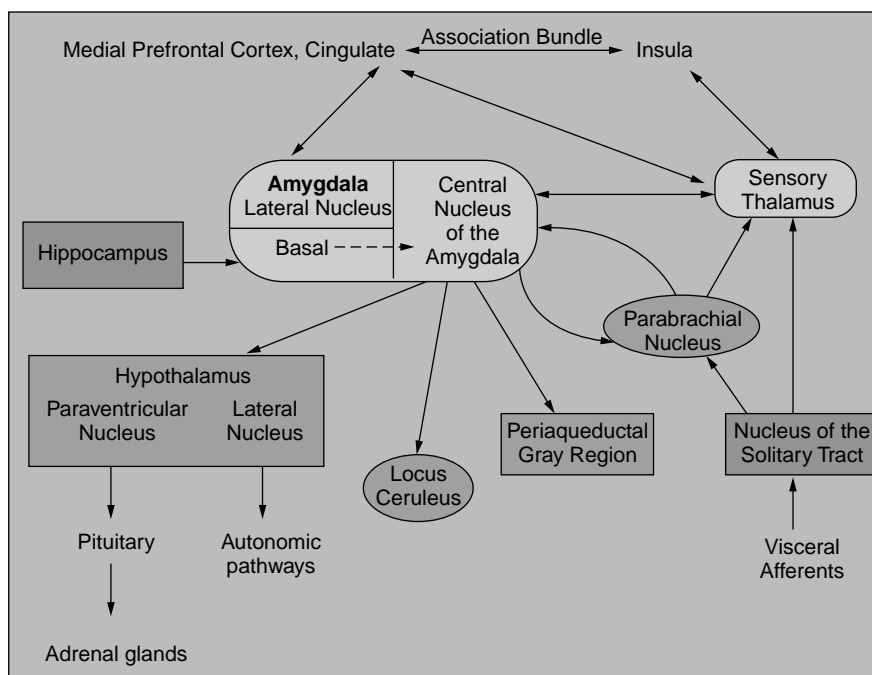 Medial Prefrontal Cortex, Cingulate
Association Bundle
Insula
Amygdala
Lateral Nucleus
Basal
Central
Nucleus
of the
Amygdala
Sensory
Thalamus
Hippocampus
Parabrachial
Nucleus
Hypothalamus
Paraventricular
Nucleus
Lateral
Nucleus
Locus
Ceruleus
Periaqueductal
Gray Region
Nucleus of the
Solitary Tract
Pituitary
Autonomic
pathways
Visceral
Afferents
Adrenal glands